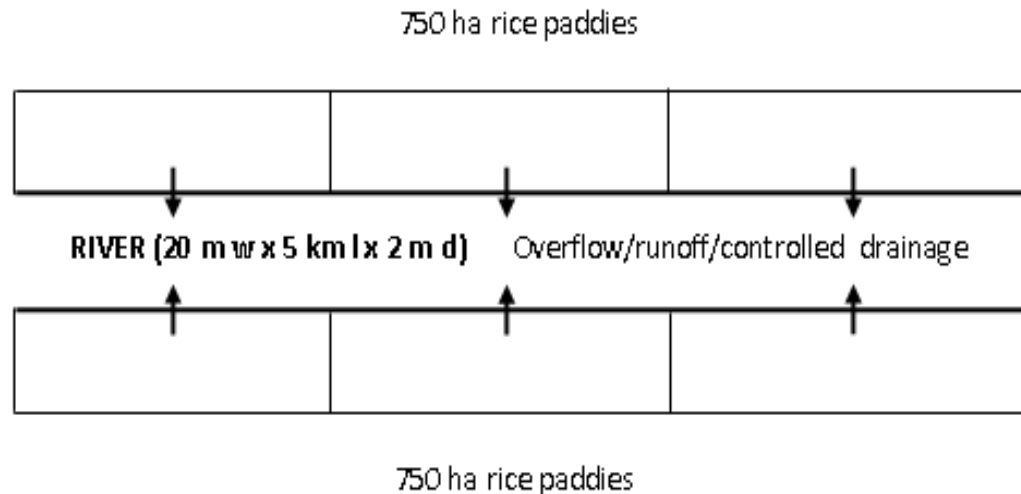 750 ha rice paddies
RIVER (20 m w x 5 km l x 2 m d) Overflow/runoff/controlled drainage
750 ha rice paddies